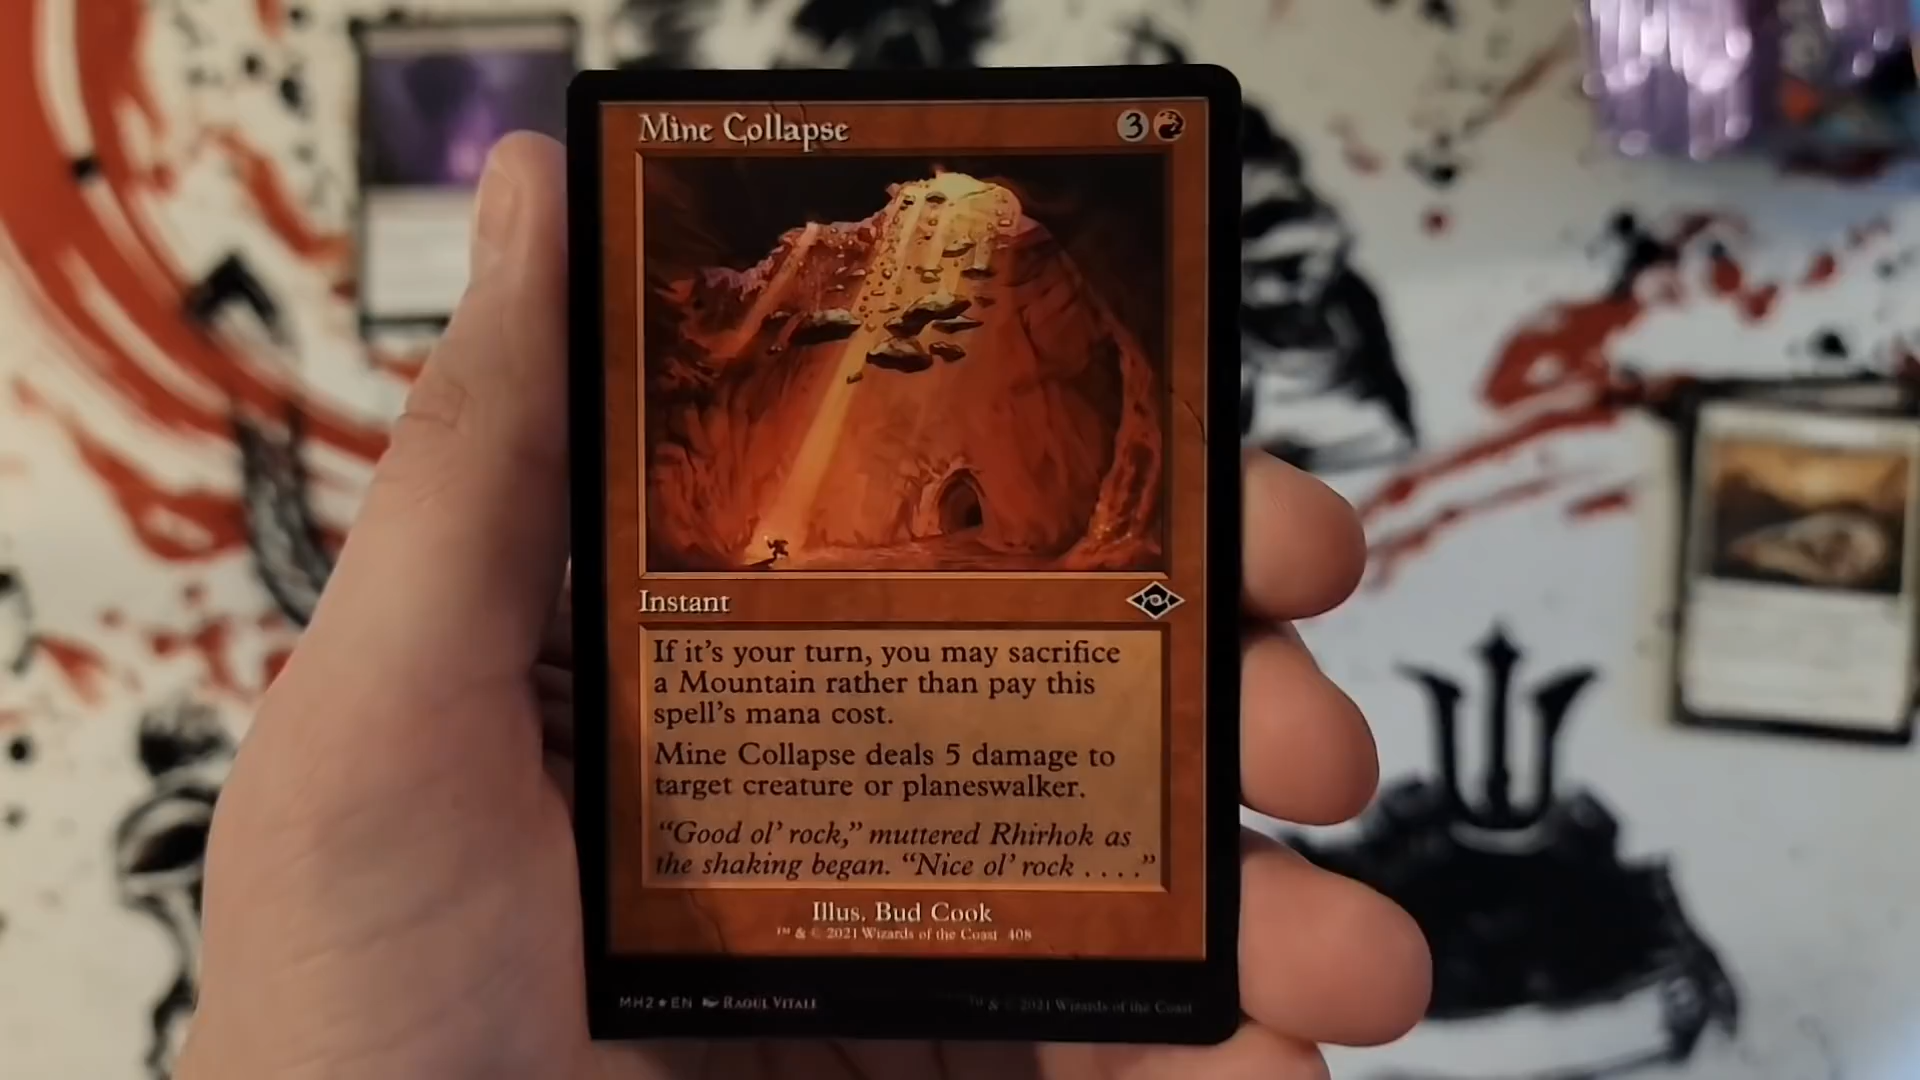 Mine Collapse 3
Instant
If it's your turn, you may sacrifice
a Mountain rather than pay this
spell's mana cost.
Mine Collapse deals 5 damage to
target creature or planeswalker.
“Good ol’ rock,” muttered Rhirhok as
the shaking began. “Nice ol’ rock . . . .”
Illus. Bud Cook
™ & © 2021 Wizards of the Coast 408
MH2 ★ EN Raoul Vitale ™ & © 2021 Wizards of the Coast